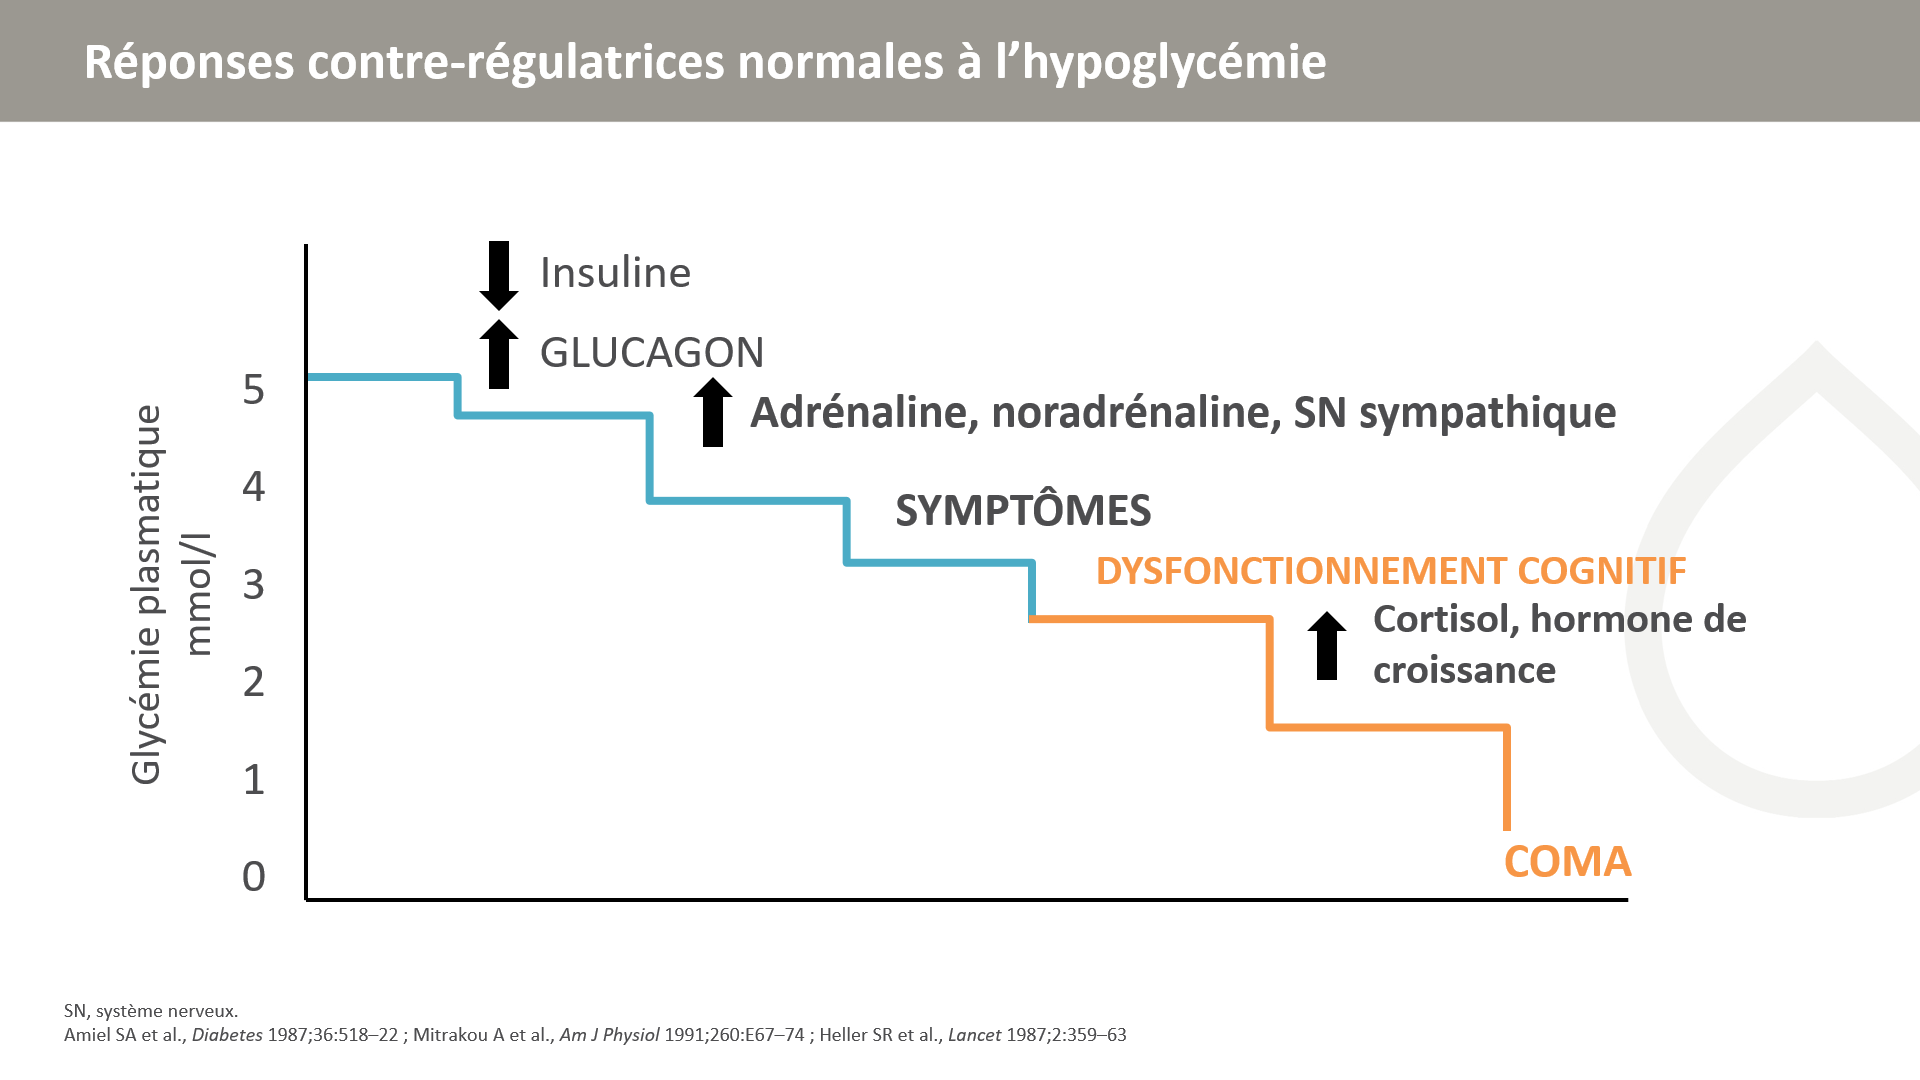 Réponses contre-régulatrices normales à l’hypoglycémie
Insuline
GLUCAGON
Adrénaline, noradrénaline, SN sympathique
SYMPTÔMES
DYSFONCTIONNEMENT COGNITIF
Cortisol, hormone de
croissance
COMA
Glycémie plasmatique
mmol/l
5
4
3
2
1
0
SN, système nerveux.
Amiel SA et al., Diabetes 1987;36:518–22 ; Mitrakou A et al., Am J Physiol 1991;260:E67–74 ; Heller SR et al., Lancet 1987;2:359–63